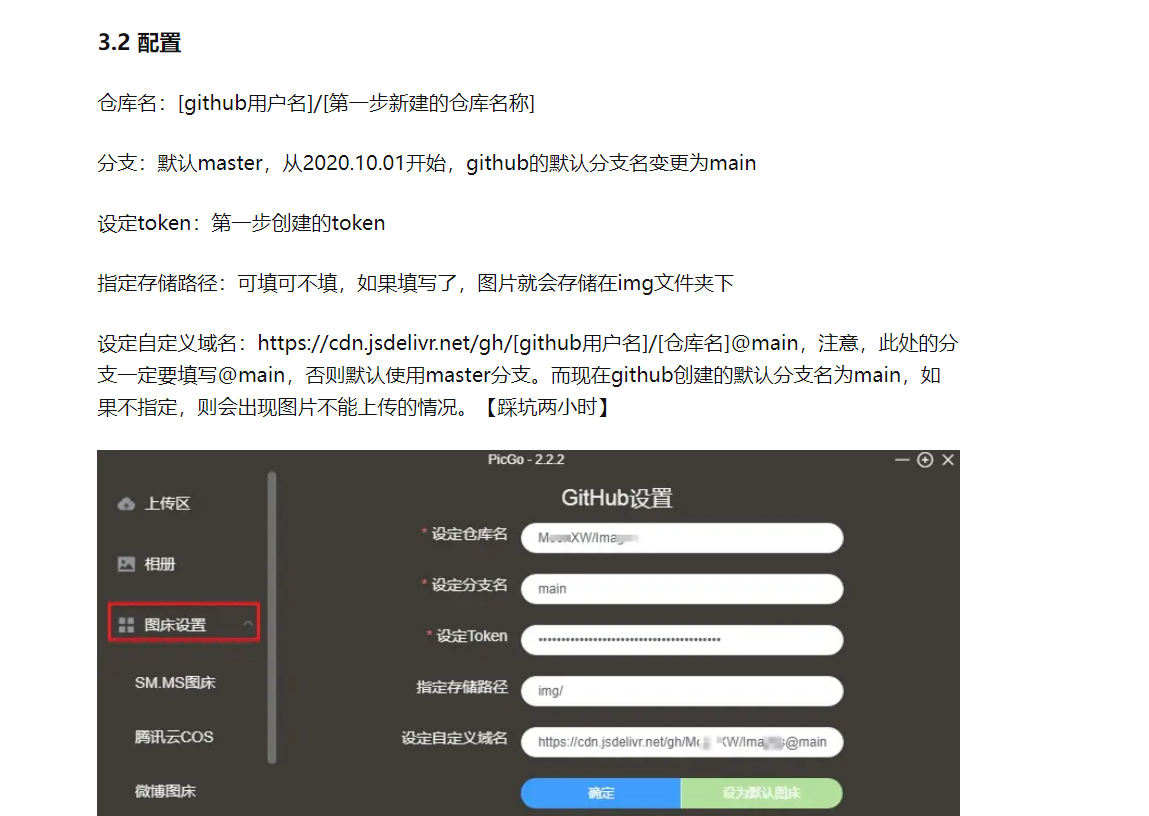 3.2 配置
仓库名：[github用户名]/[第一步新建的仓库名称]
分支：默认master，从2020.10.01开始，github的默认分支名变更为main
设定token：第一步创建的token
指定存储路径：可填可不填，如果填写了，图片就会存储在img文件夹下
设定自定义域名：https://cdn.jsdelivr.net/gh/[github用户名]/[仓库名]@main，注意，此处的分
支一定要填写@main，否则默认使用master分支。而现在github创建的默认分支名为main，如
果不指定，则会出现图片不能上传的情况。【踩坑两小时】
PicGo - 2.2.2
上传区
相册
图床设置
SM.MS图床
腾讯云COS
微博图床
GitHub设置
* 设定仓库名
* 设定分支名 main
* 设定Token ••••••••••••••••••••••••••••••••••••••••
指定存储路径 img/
设定自定义域名 https://cdn.jsdelivr.net/gh/ @main
确定 设为默认图床